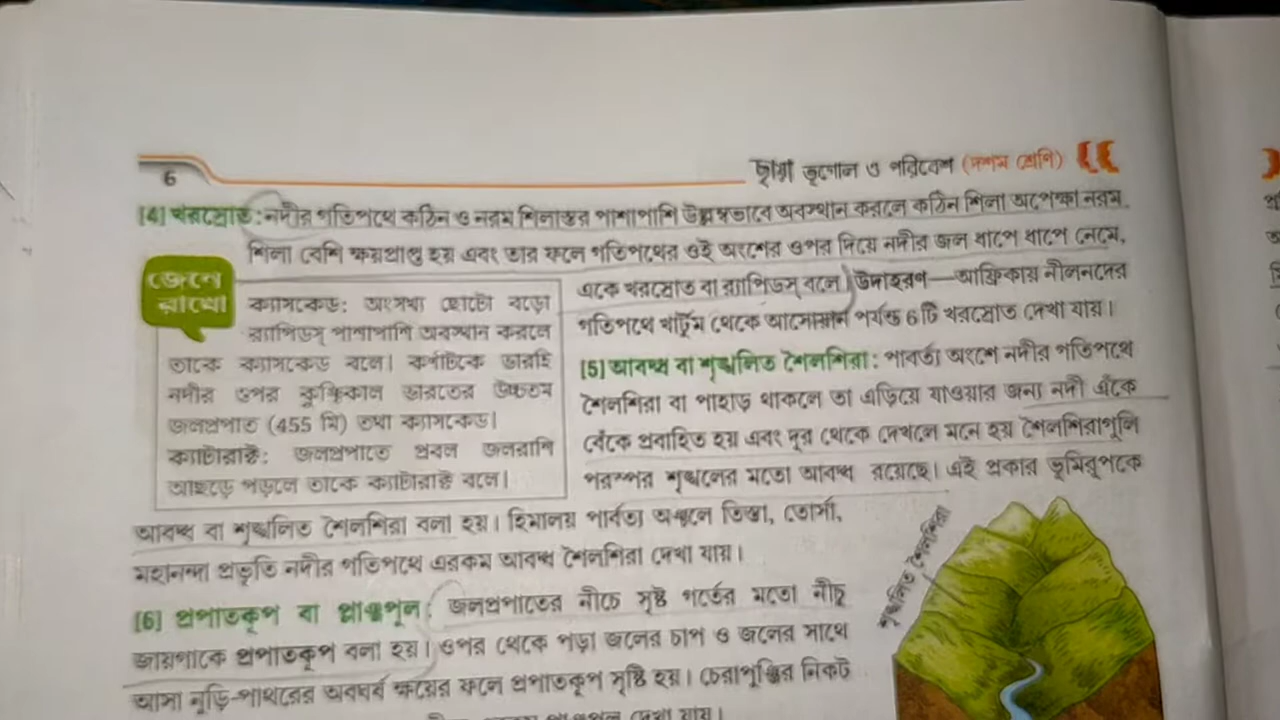 6
ছায়া ভূগোল ও পরিবেশ (দশম শ্রেণি)
[4] খরস্রোত : নদীর গতিপথে কঠিন ও নরম শিলাস্তর পাশাপাশি উল্লম্বভাবে অবস্থান করলে কঠিন শিলা অপেক্ষা নরম
শিলা বেশি ক্ষয়প্রাপ্ত হয় এবং তার ফলে গতিপথের ওই অংশের ওপর দিয়ে নদীর জল ধাপে ধাপে নেমে,
একে খরস্রোত বা র‍্যাপিডস্ বলে। উদাহরণ—আফ্রিকায় নীলনদের
গতিপথে খার্টুম থেকে আসোয়ান পর্যন্ত 6টি খরস্রোত দেখা যায়।
জেনে
রাখো
ক্যাসকেড: অসংখ্য ছোটো বড়ো
র‍্যাপিডস্ পাশাপাশি অবস্থান করলে
তাকে ক্যাসকেড বলে। কর্ণাটকে ভারাহি
নদীর ওপর কুঞ্চিকাল ভারতের উচ্চতম
জলপ্রপাত (455 মি) তথা ক্যাসকেড।
ক্যাটারাক্ট: জলপ্রপাতে প্রবল জলরাশি
আছড়ে পড়লে তাকে ক্যাটারাক্ট বলে।
[5] আবদ্ধ বা শৃঙ্খলিত শৈলশিরা : পার্বত্য অংশে নদীর গতিপথে
শৈলশিরা বা পাহাড় থাকলে তা এড়িয়ে যাওয়ার জন্য নদী এঁকে
বেঁকে প্রবাহিত হয় এবং দূর থেকে দেখলে মনে হয় শৈলশিরাগুলি
পরস্পর শৃঙ্খলের মতো আবদ্ধ রয়েছে। এই প্রকার ভূমিরূপকে
আবদ্ধ বা শৃঙ্খলিত শৈলশিরা বলা হয়। হিমালয় পার্বত্য অঞ্চলে তিস্তা, তোর্সা,
মহানন্দা প্রভৃতি নদীর গতিপথে এরকম আবদ্ধ শৈলশিরা দেখা যায়।
শৃঙ্খলিত শৈলশিরা
[6] প্রপাতকূপ বা প্লাঞ্জপুল : জলপ্রপাতের নীচে সৃষ্ট গর্তের মতো নীচু
জায়গাকে প্রপাতকূপ বলা হয়। ওপর থেকে পড়া জলের চাপ ও জলের সাথে
আসা নুড়ি-পাথরের অবঘর্ষ ক্ষয়ের ফলে প্রপাতকূপ সৃষ্টি হয়। চেরাপুঞ্জির নিকট
দেখা যায়।